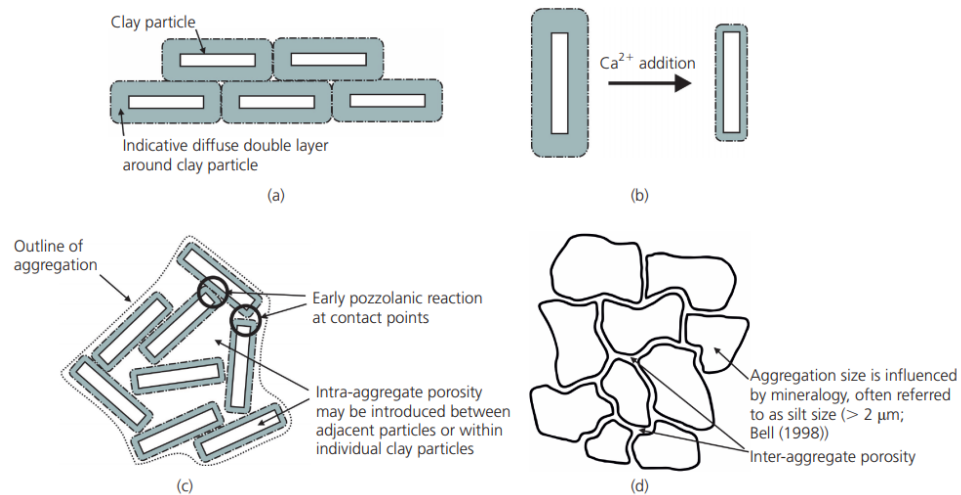 Clay particle
Indicative diffuse double layer
around clay particle
(a)
Ca²⁺ addition
(b)
Outline of
aggregation
Early pozzolanic reaction
at contact points
Intra-aggregate porosity
may be introduced between
adjacent particles or within
individual clay particles
(c)
Aggregation size is influenced
by mineralogy, often referred
to as silt size (> 2 μm;
Bell (1998))
Inter-aggregate porosity
(d)